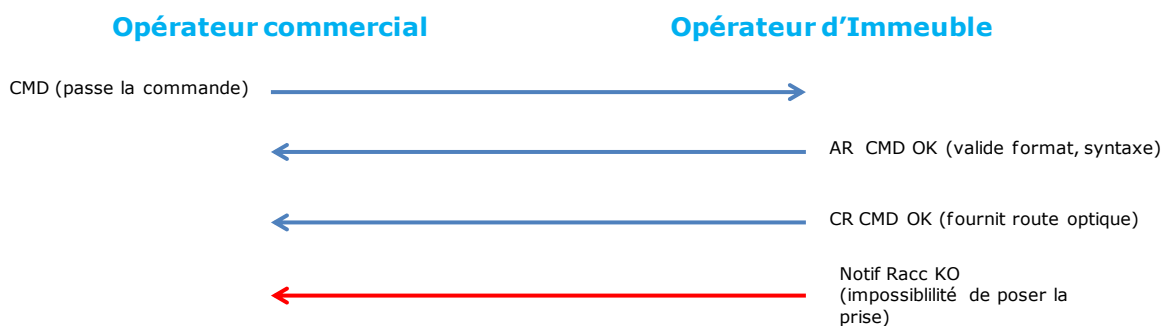 Opérateur commercial
Opérateur d’Immeuble
CMD (passe la commande)
AR CMD OK (valide format, syntaxe)
CR CMD OK (fournit route optique)
Notif Racc KO
(impossiblilité de poser la
prise)